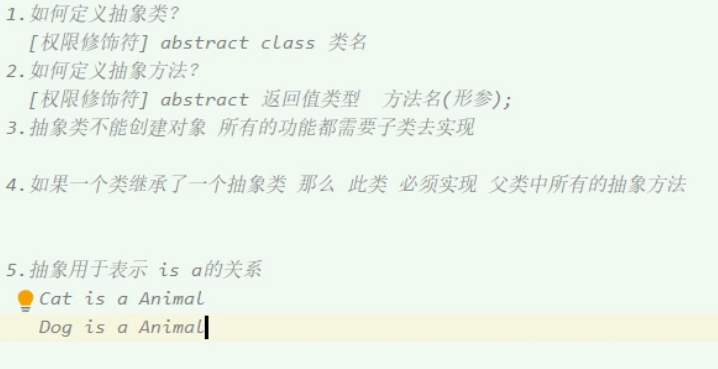 1.如何定义抽象类？
[权限修饰符] abstract class 类名
2.如何定义抽象方法？
[权限修饰符] abstract 返回值类型  方法名(形参);
3.抽象类不能创建对象 所有的功能都需要子类去实现
4.如果一个类继承了一个抽象类 那么 此类 必须实现 父类中所有的抽象方法
5.抽象用于表示 is a的关系
Cat is a Animal
Dog is a Animal